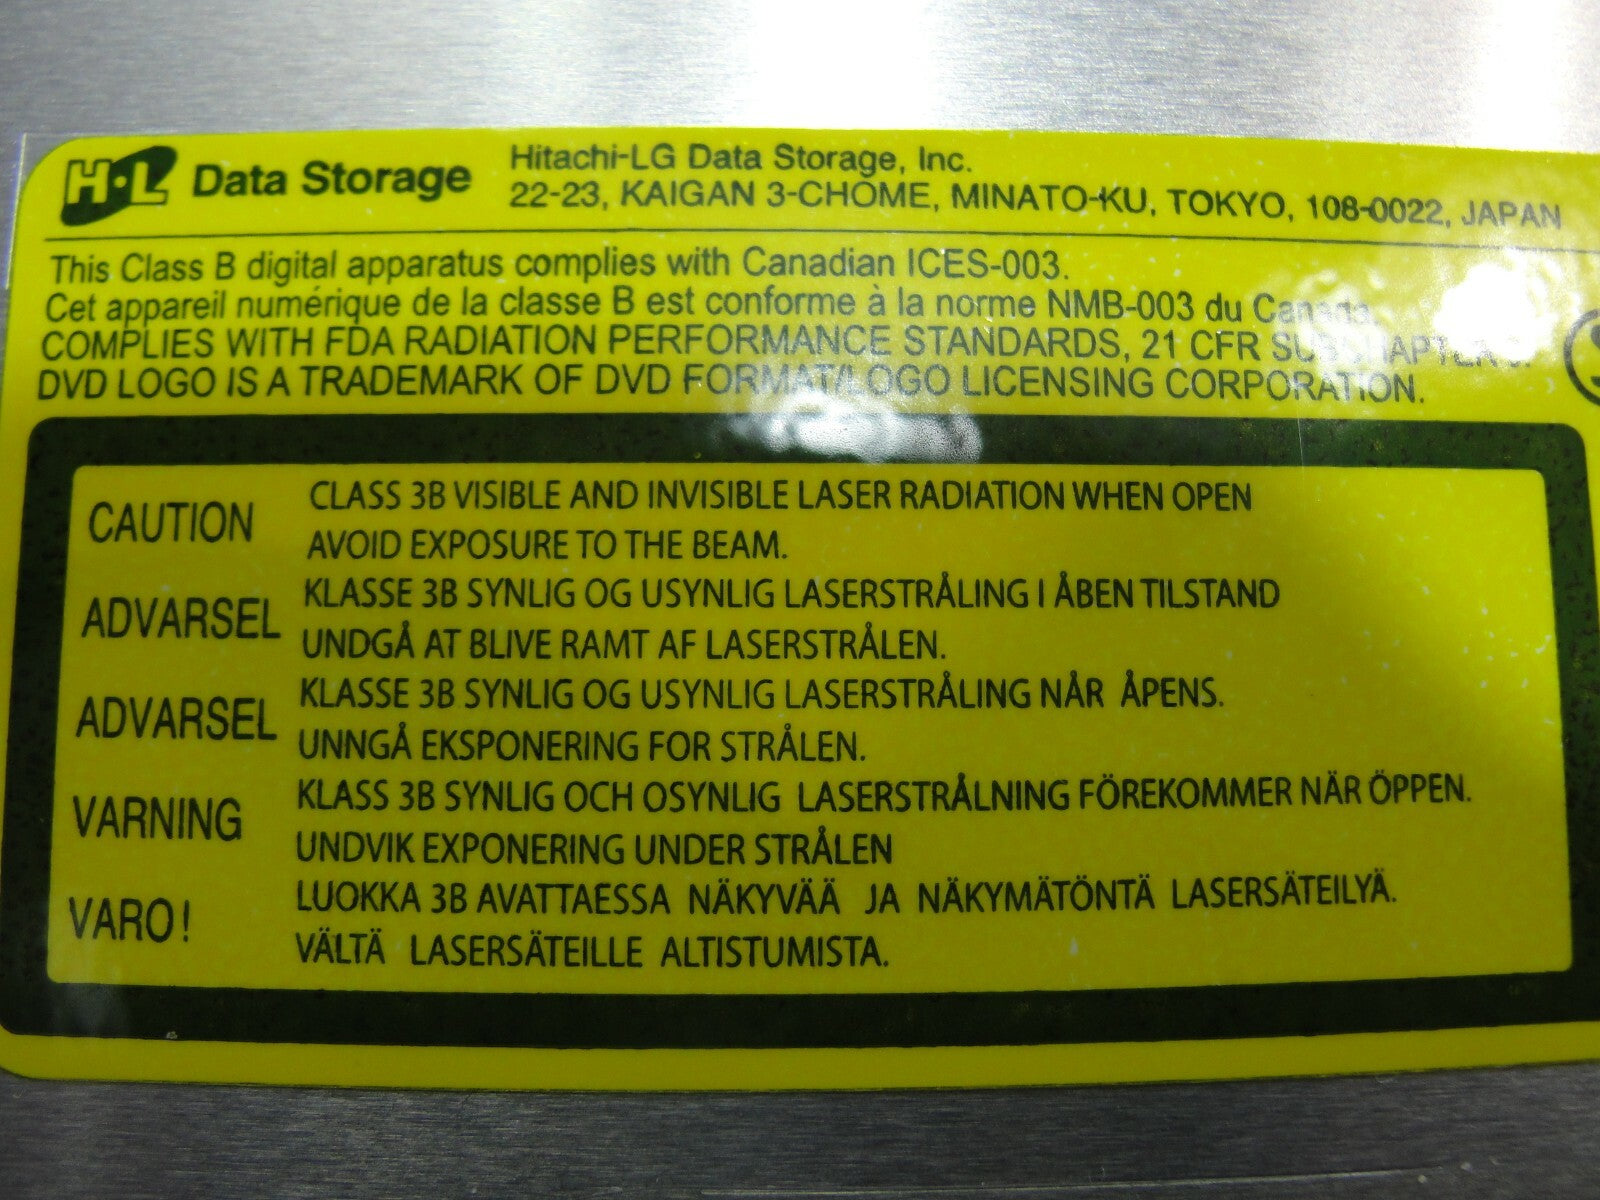 H·L Data Storage
Hitachi-LG Data Storage, Inc.
22-23, KAIGAN 3-CHOME, MINATO-KU, TOKYO, 108-0022, JAPAN
This Class B digital apparatus complies with Canadian ICES-003.
Cet appareil numérique de la classe B est conforme à la norme NMB-003 du Canada.
COMPLIES WITH FDA RADIATION PERFORMANCE STANDARDS, 21 CFR SUBCHAPTER J.
DVD LOGO IS A TRADEMARK OF DVD FORMAT/LOGO LICENSING CORPORATION.
CAUTION
CLASS 3B VISIBLE AND INVISIBLE LASER RADIATION WHEN OPEN
AVOID EXPOSURE TO THE BEAM.
ADVARSEL
KLASSE 3B SYNLIG OG USYNLIG LASERSTRÅLING I ÅBEN TILSTAND
UNDGÅ AT BLIVE RAMT AF LASERSTRÅLEN.
ADVARSEL
KLASSE 3B SYNLIG OG USYNLIG LASERSTRÅLING NÅR ÅPENS.
UNNGÅ EKSPONERING FOR STRÅLEN.
VARNING
KLASS 3B SYNLIG OCH OSYNLIG LASERSTRÅLNING FÖREKOMMER NÄR ÖPPEN.
UNDVIK EXPONERING UNDER STRÅLEN
VARO!
LUOKKA 3B AVATTAESSA NÄKYVÄÄ JA NÄKYMÄTÖNTÄ LASERSÄTEILYÄ.
VÄLTÄ LASERSÄTEILLE ALTISTUMISTA.